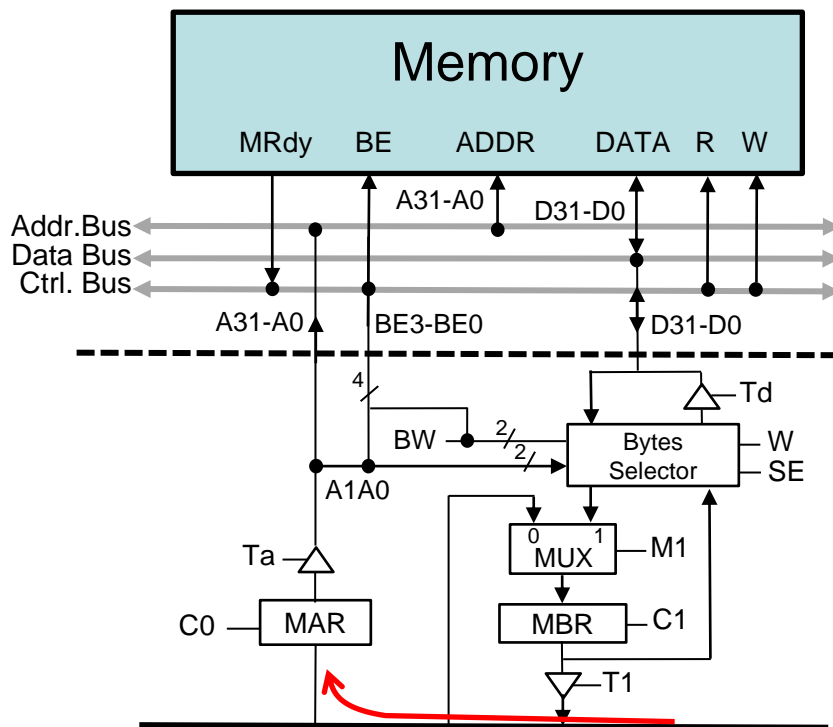 Memory
MRdy BE ADDR DATA R W
A31-A0 D31-D0
Addr.Bus
Data Bus
Ctrl. Bus
A31-A0 BE3-BE0 D31-D0
4 Td
BW 2 2 Bytes Selector W
SE
A1A0
0 1
Ta MUX M1
C0 MAR MBR C1
T1